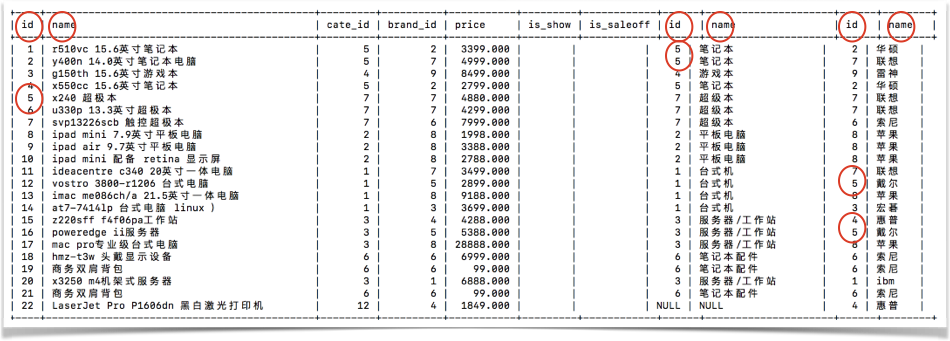 | id | name | cate_id | brand_id | price | is_show | is_saleoff | id | name | id | name |
| 1 | r510vc 15.6英寸笔记本 | 5 | 2 | 3399.000 | | | 5 | 笔记本 | 2 | 华硕 |
| 2 | y400n 14.0英寸笔记本电脑 | 5 | 7 | 4999.000 | | | 5 | 笔记本 | 7 | 联想 |
| 3 | g150th 15.6英寸游戏本 | 4 | 9 | 8499.000 | | | 4 | 游戏本 | 9 | 雷神 |
| 4 | x550cc 15.6英寸笔记本 | 5 | 2 | 2799.000 | | | 5 | 笔记本 | 2 | 华硕 |
| 5 | x240 超极本 | 7 | 7 | 4880.000 | | | 7 | 超级本 | 7 | 联想 |
| 6 | u330p 13.3英寸超极本 | 7 | 7 | 4299.000 | | | 7 | 超级本 | 7 | 联想 |
| 7 | svp13226scb 触控超极本 | 7 | 6 | 7999.000 | | | 7 | 超级本 | 6 | 索尼 |
| 8 | ipad mini 7.9英寸平板电脑 | 2 | 8 | 1998.000 | | | 2 | 平板电脑 | 8 | 苹果 |
| 9 | ipad air 9.7英寸平板电脑 | 2 | 8 | 3388.000 | | | 2 | 平板电脑 | 8 | 苹果 |
| 10 | ipad mini 配备 retina 显示屏 | 2 | 8 | 2788.000 | | | 2 | 平板电脑 | 8 | 苹果 |
| 11 | ideacentre c340 20英寸一体电脑 | 1 | 7 | 3499.000 | | | 1 | 台式机 | 7 | 联想 |
| 12 | vostro 3800-r1206 台式电脑 | 1 | 5 | 2899.000 | | | 1 | 台式机 | 5 | 戴尔 |
| 13 | imac me086ch/a 21.5英寸一体电脑 | 1 | 8 | 9188.000 | | | 1 | 台式机 | 8 | 苹果 |
| 14 | at7-7414lp 台式电脑 linux ) | 1 | 3 | 3699.000 | | | 1 | 台式机 | 3 | 宏碁 |
| 15 | z220sff f4f06pa工作站 | 3 | 4 | 4288.000 | | | 3 | 服务器/工作站 | 4 | 惠普 |
| 16 | poweredge ii服务器 | 3 | 5 | 5388.000 | | | 3 | 服务器/工作站 | 5 | 戴尔 |
| 17 | mac pro专业级台式电脑 | 3 | 8 | 28888.000 | | | 3 | 服务器/工作站 | 8 | 苹果 |
| 18 | hmz-t3w 头戴显示设备 | 6 | 6 | 6999.000 | | | 6 | 笔记本配件 | 6 | 索尼 |
| 19 | 商务双肩背包 | 6 | 6 | 99.000 | | | 6 | 笔记本配件 | 6 | 索尼 |
| 20 | x3250 m4机架式服务器 | 3 | 1 | 6888.000 | | | 3 | 服务器/工作站 | 1 | ibm |
| 21 | 商务双肩背包 | 6 | 6 | 99.000 | | | 6 | 笔记本配件 | 6 | 索尼 |
| 22 | LaserJet Pro P1606dn 黑白激光打印机 | 12 | 4 | 1849.000 | | | NULL | NULL | 4 | 惠普 |